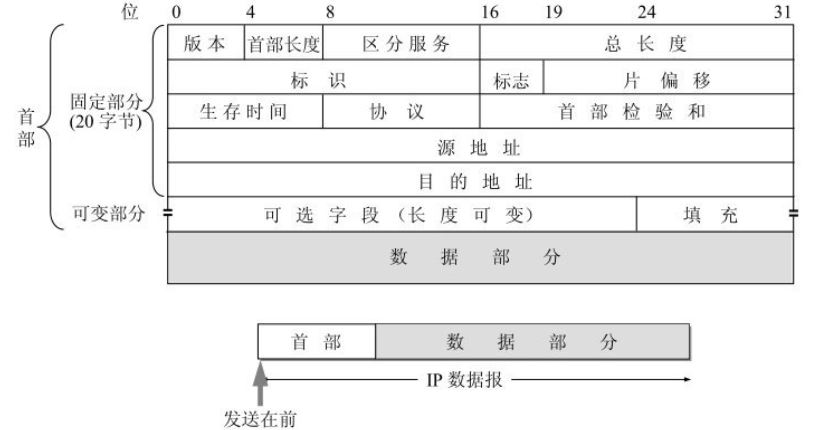 位 0 4 8 16 19 24 31
版本 首部长度 区分服务 总长度
标识 标志 片偏移
固定部分
(20 字节)
首部
生存时间 协议 首部检验和
源地址
目的地址
可变部分 可选字段(长度可变) 填充
数据部分
首部 数据部分
IP 数据报
发送在前